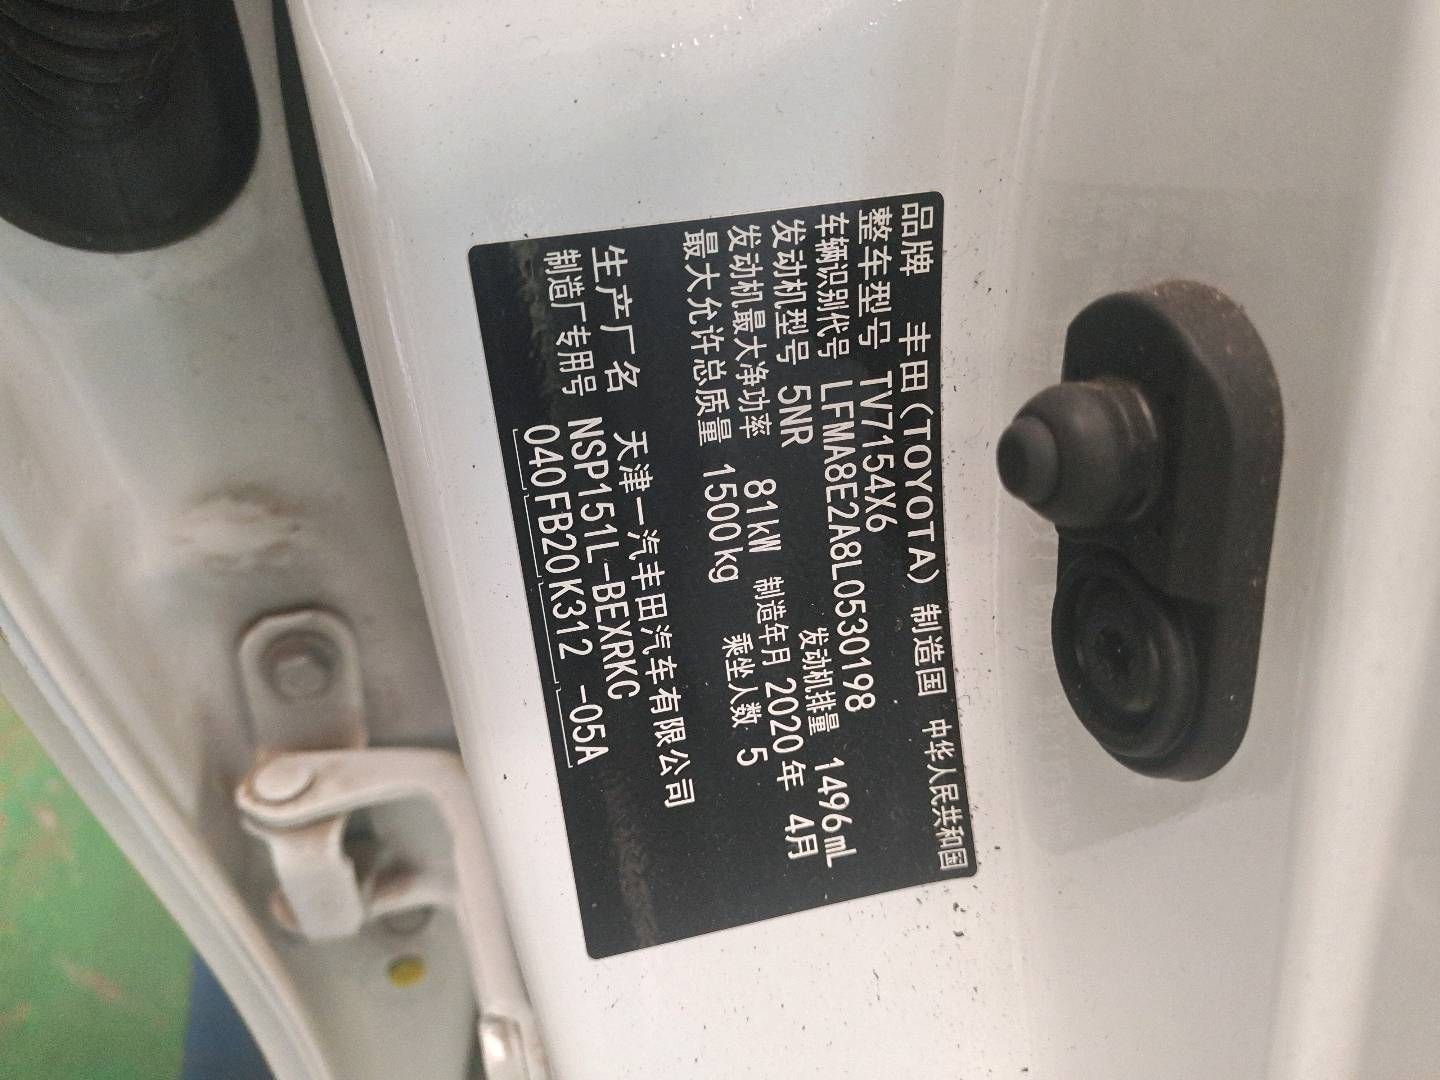 品牌 丰田(TOYOTA) 制造国 中华人民共和国
整车型号 TV7154X6
车辆识别代号 LFMA8E2A8L0530198
发动机型号 5NR 发动机排量 1496mL
发动机最大净功率 81kW 制造年月 2020年 4月
最大允许总质量 1500kg 乘坐人数 5
生产厂名 天津一汽丰田汽车有限公司
制造厂专用号 NSP151L-BEXRKC
040FB20K312 -05A